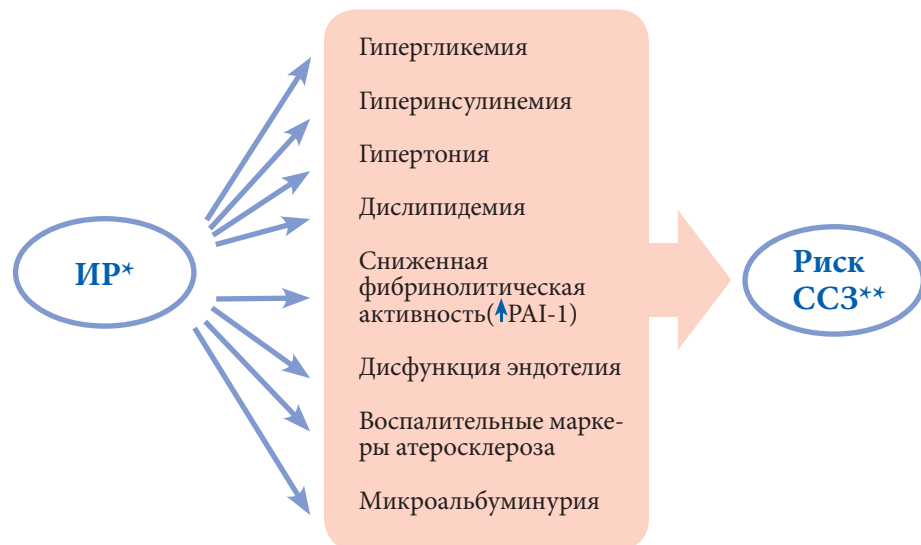 ИР*
Гипергликемия
Гиперинсулинемия
Гипертония
Дислипидемия
Сниженная
фибринолитическая
активность(PAI-1)
Дисфункция эндотелия
Воспалительные марке-
ры атеросклероза
Микроальбуминурия
Риск
ССЗ**